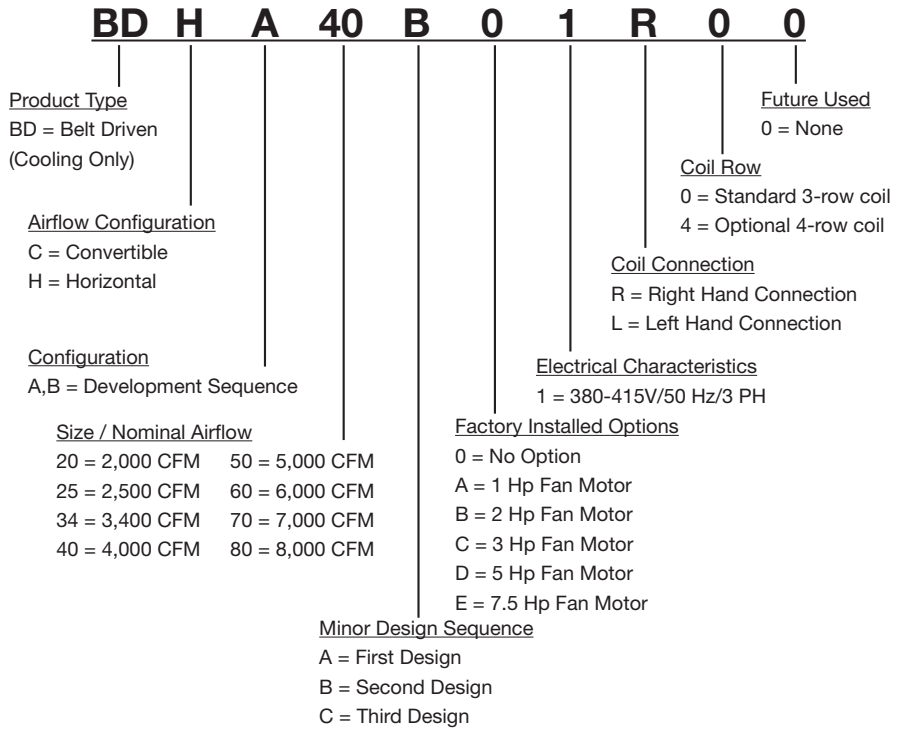 BD H A 40 B 0 1 R 0 0
Product Type
BD = Belt Driven
(Cooling Only)
Airflow Configuration
C = Convertible
H = Horizontal
Configuration
A,B = Development Sequence
Size / Nominal Airflow
20 = 2,000 CFM 50 = 5,000 CFM
25 = 2,500 CFM 60 = 6,000 CFM
34 = 3,400 CFM 70 = 7,000 CFM
40 = 4,000 CFM 80 = 8,000 CFM
Minor Design Sequence
A = First Design
B = Second Design
C = Third Design
Factory Installed Options
0 = No Option
A = 1 Hp Fan Motor
B = 2 Hp Fan Motor
C = 3 Hp Fan Motor
D = 5 Hp Fan Motor
E = 7.5 Hp Fan Motor
Electrical Characteristics
1 = 380-415V/50 Hz/3 PH
Coil Connection
R = Right Hand Connection
L = Left Hand Connection
Coil Row
0 = Standard 3-row coil
4 = Optional 4-row coil
Future Used
0 = None